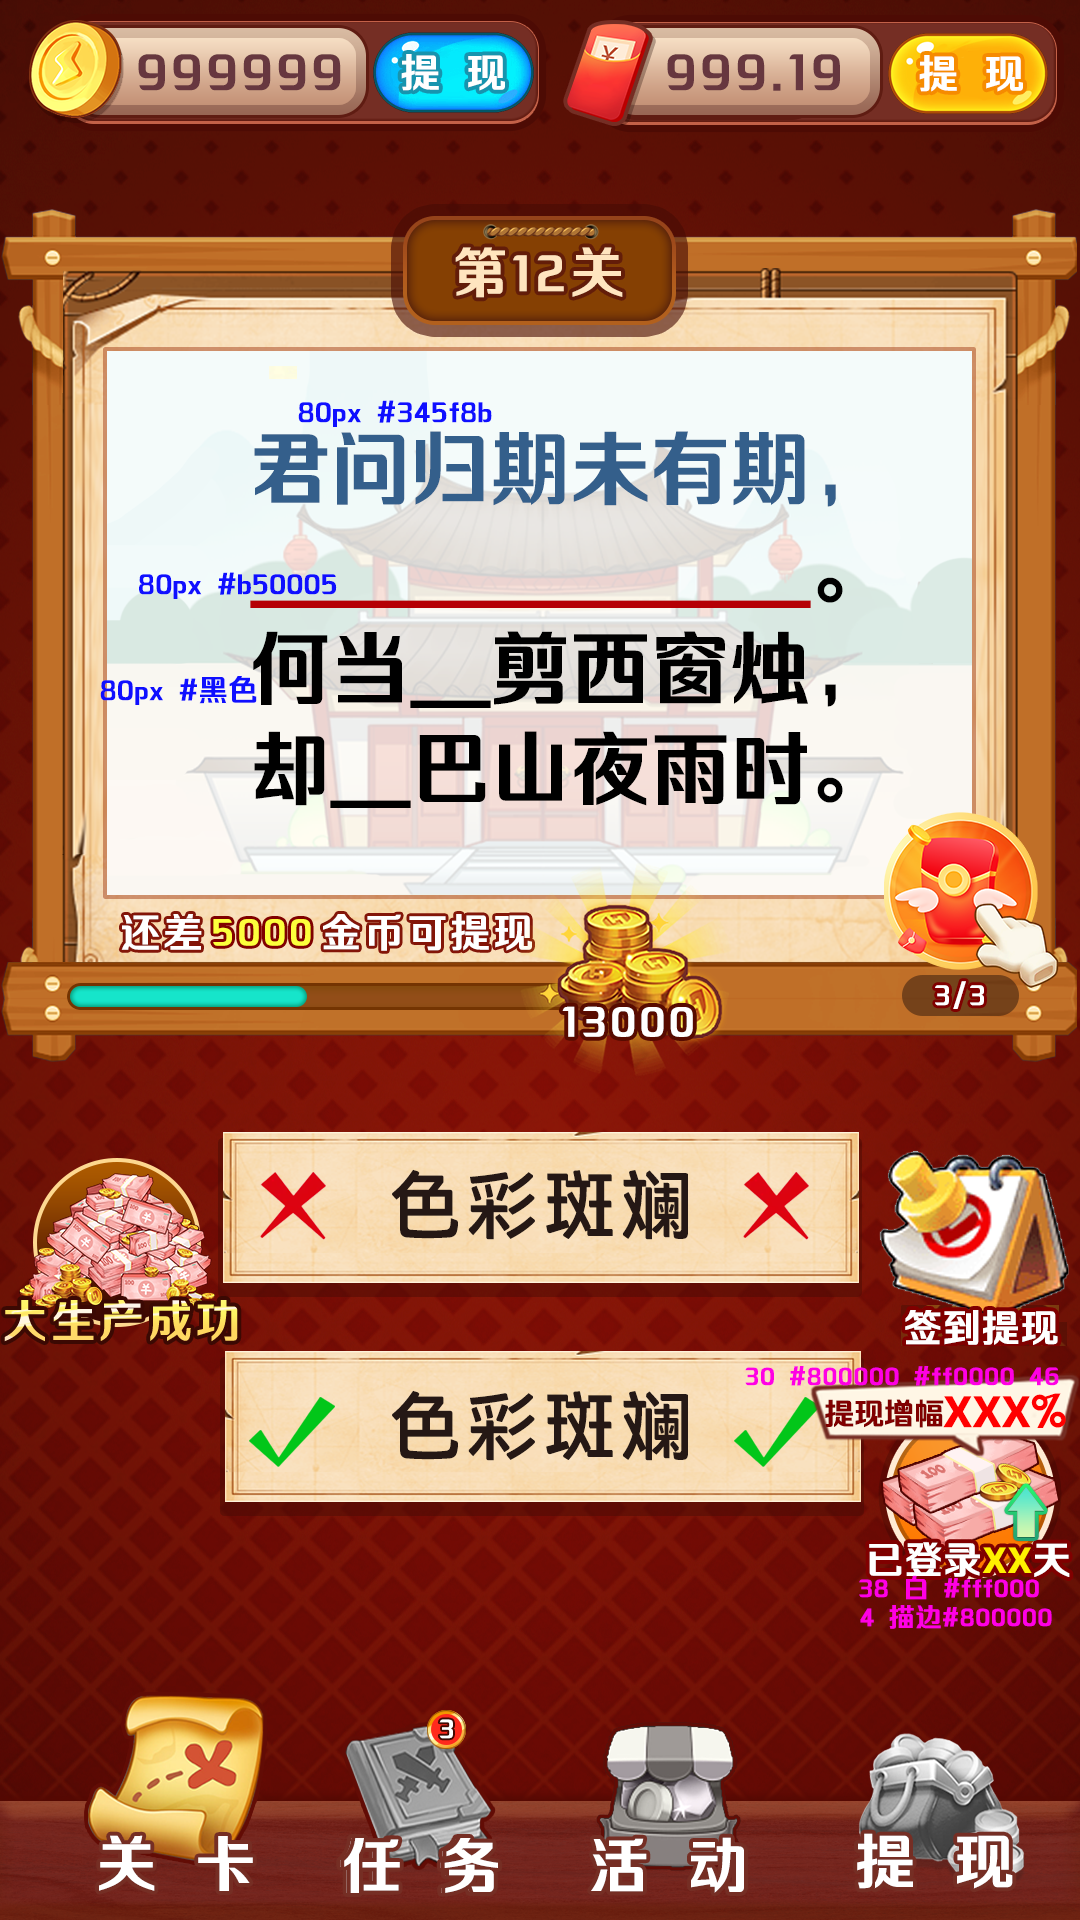 999999
提现
999.19
提现
第12关
80px #345f8b
君问归期未有期，
80px #b50005
。
80px #黑色
何当__剪西窗烛，
却__巴山夜雨时。
还差5000金币可提现
13000
3/3
色彩斑斓
大生产成功
签到提现
30 #800000 #ff0000 46
提现增幅XXX%
色彩斑斓
100
已登录XX天
38 白 #fff000
4 描边#800000
3
关卡
任务
活动
提现